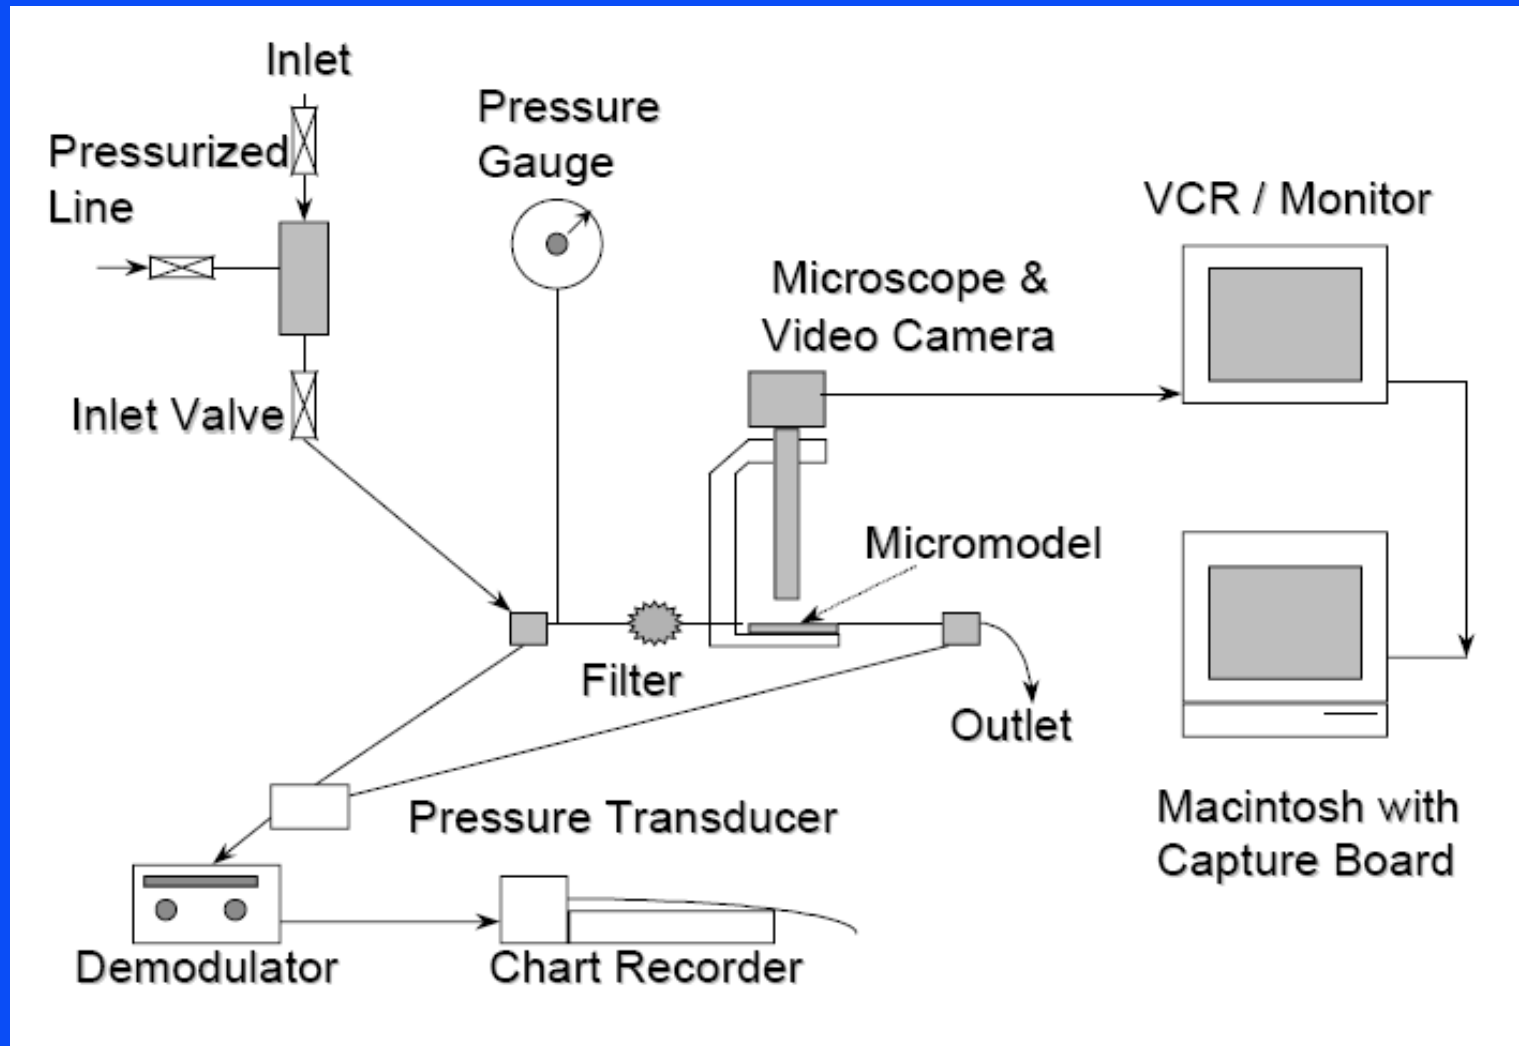 Inlet
Pressurized
Line
Pressure
Gauge
VCR / Monitor
Microscope &
Video Camera
Inlet Valve
Micromodel
Filter
Outlet
Pressure Transducer
Macintosh with
Capture Board
Demodulator
Chart Recorder